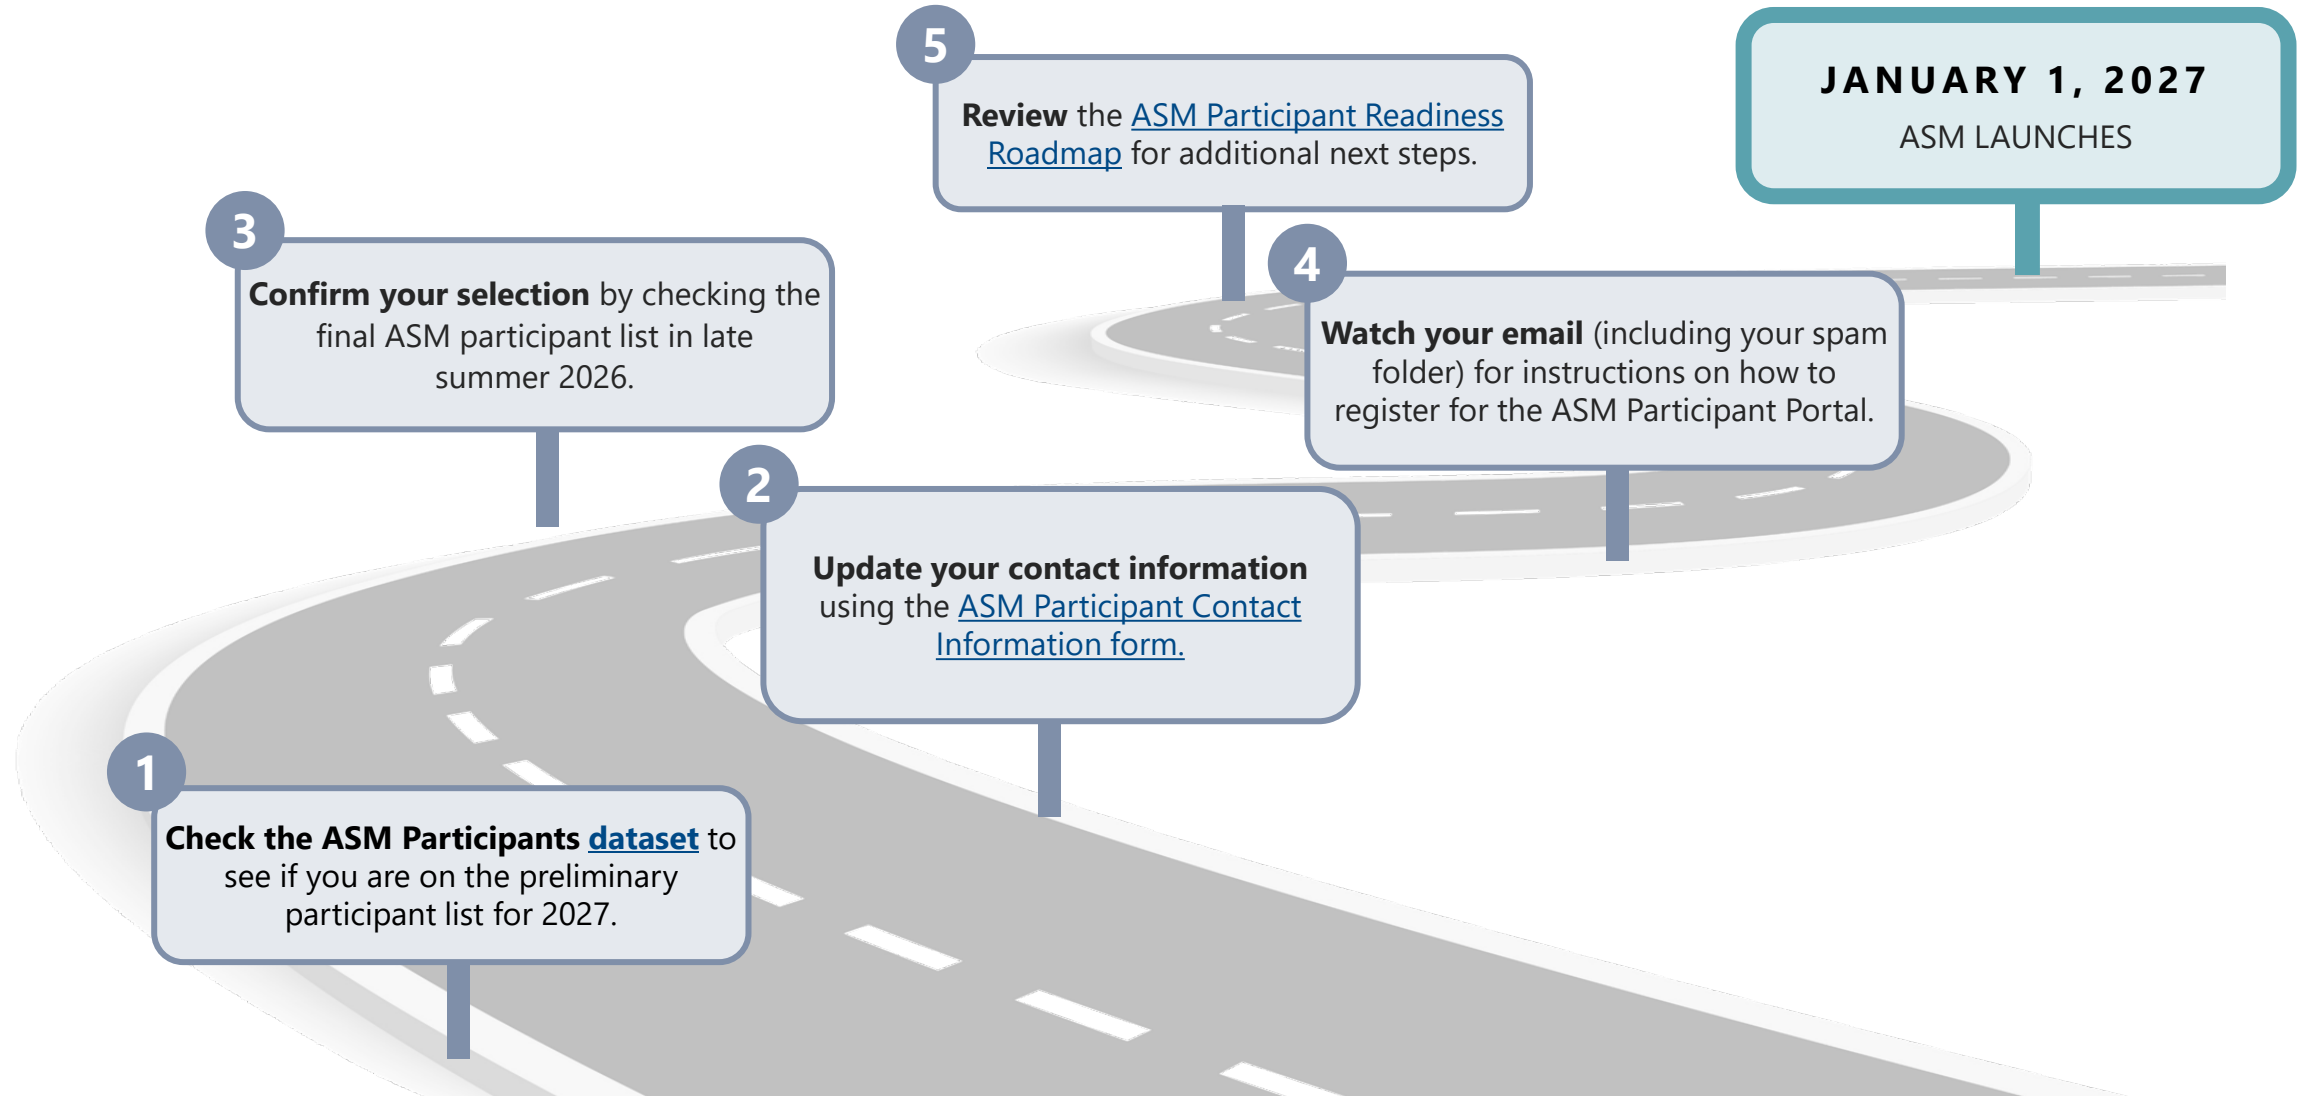 1
Check the ASM Participants dataset to
see if you are on the preliminary
participant list for 2027.
2
Update your contact information
using the ASM Participant Contact
Information form.
3
Confirm your selection by checking the
final ASM participant list in late
summer 2026.
4
Watch your email (including your spam
folder) for instructions on how to
register for the ASM Participant Portal.
5
Review the ASM Participant Readiness
Roadmap for additional next steps.
JANUARY 1, 2027
ASM LAUNCHES